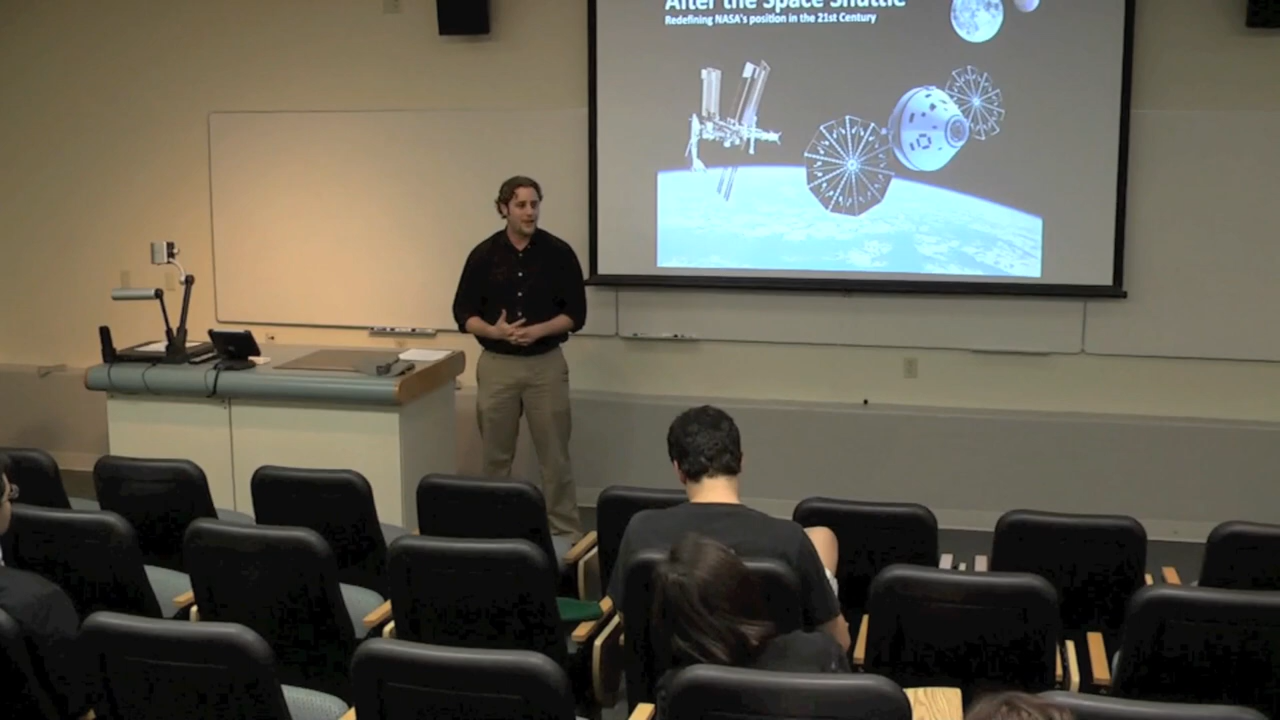 After the Space Shuttle
Redefining NASA's position in the 21st Century